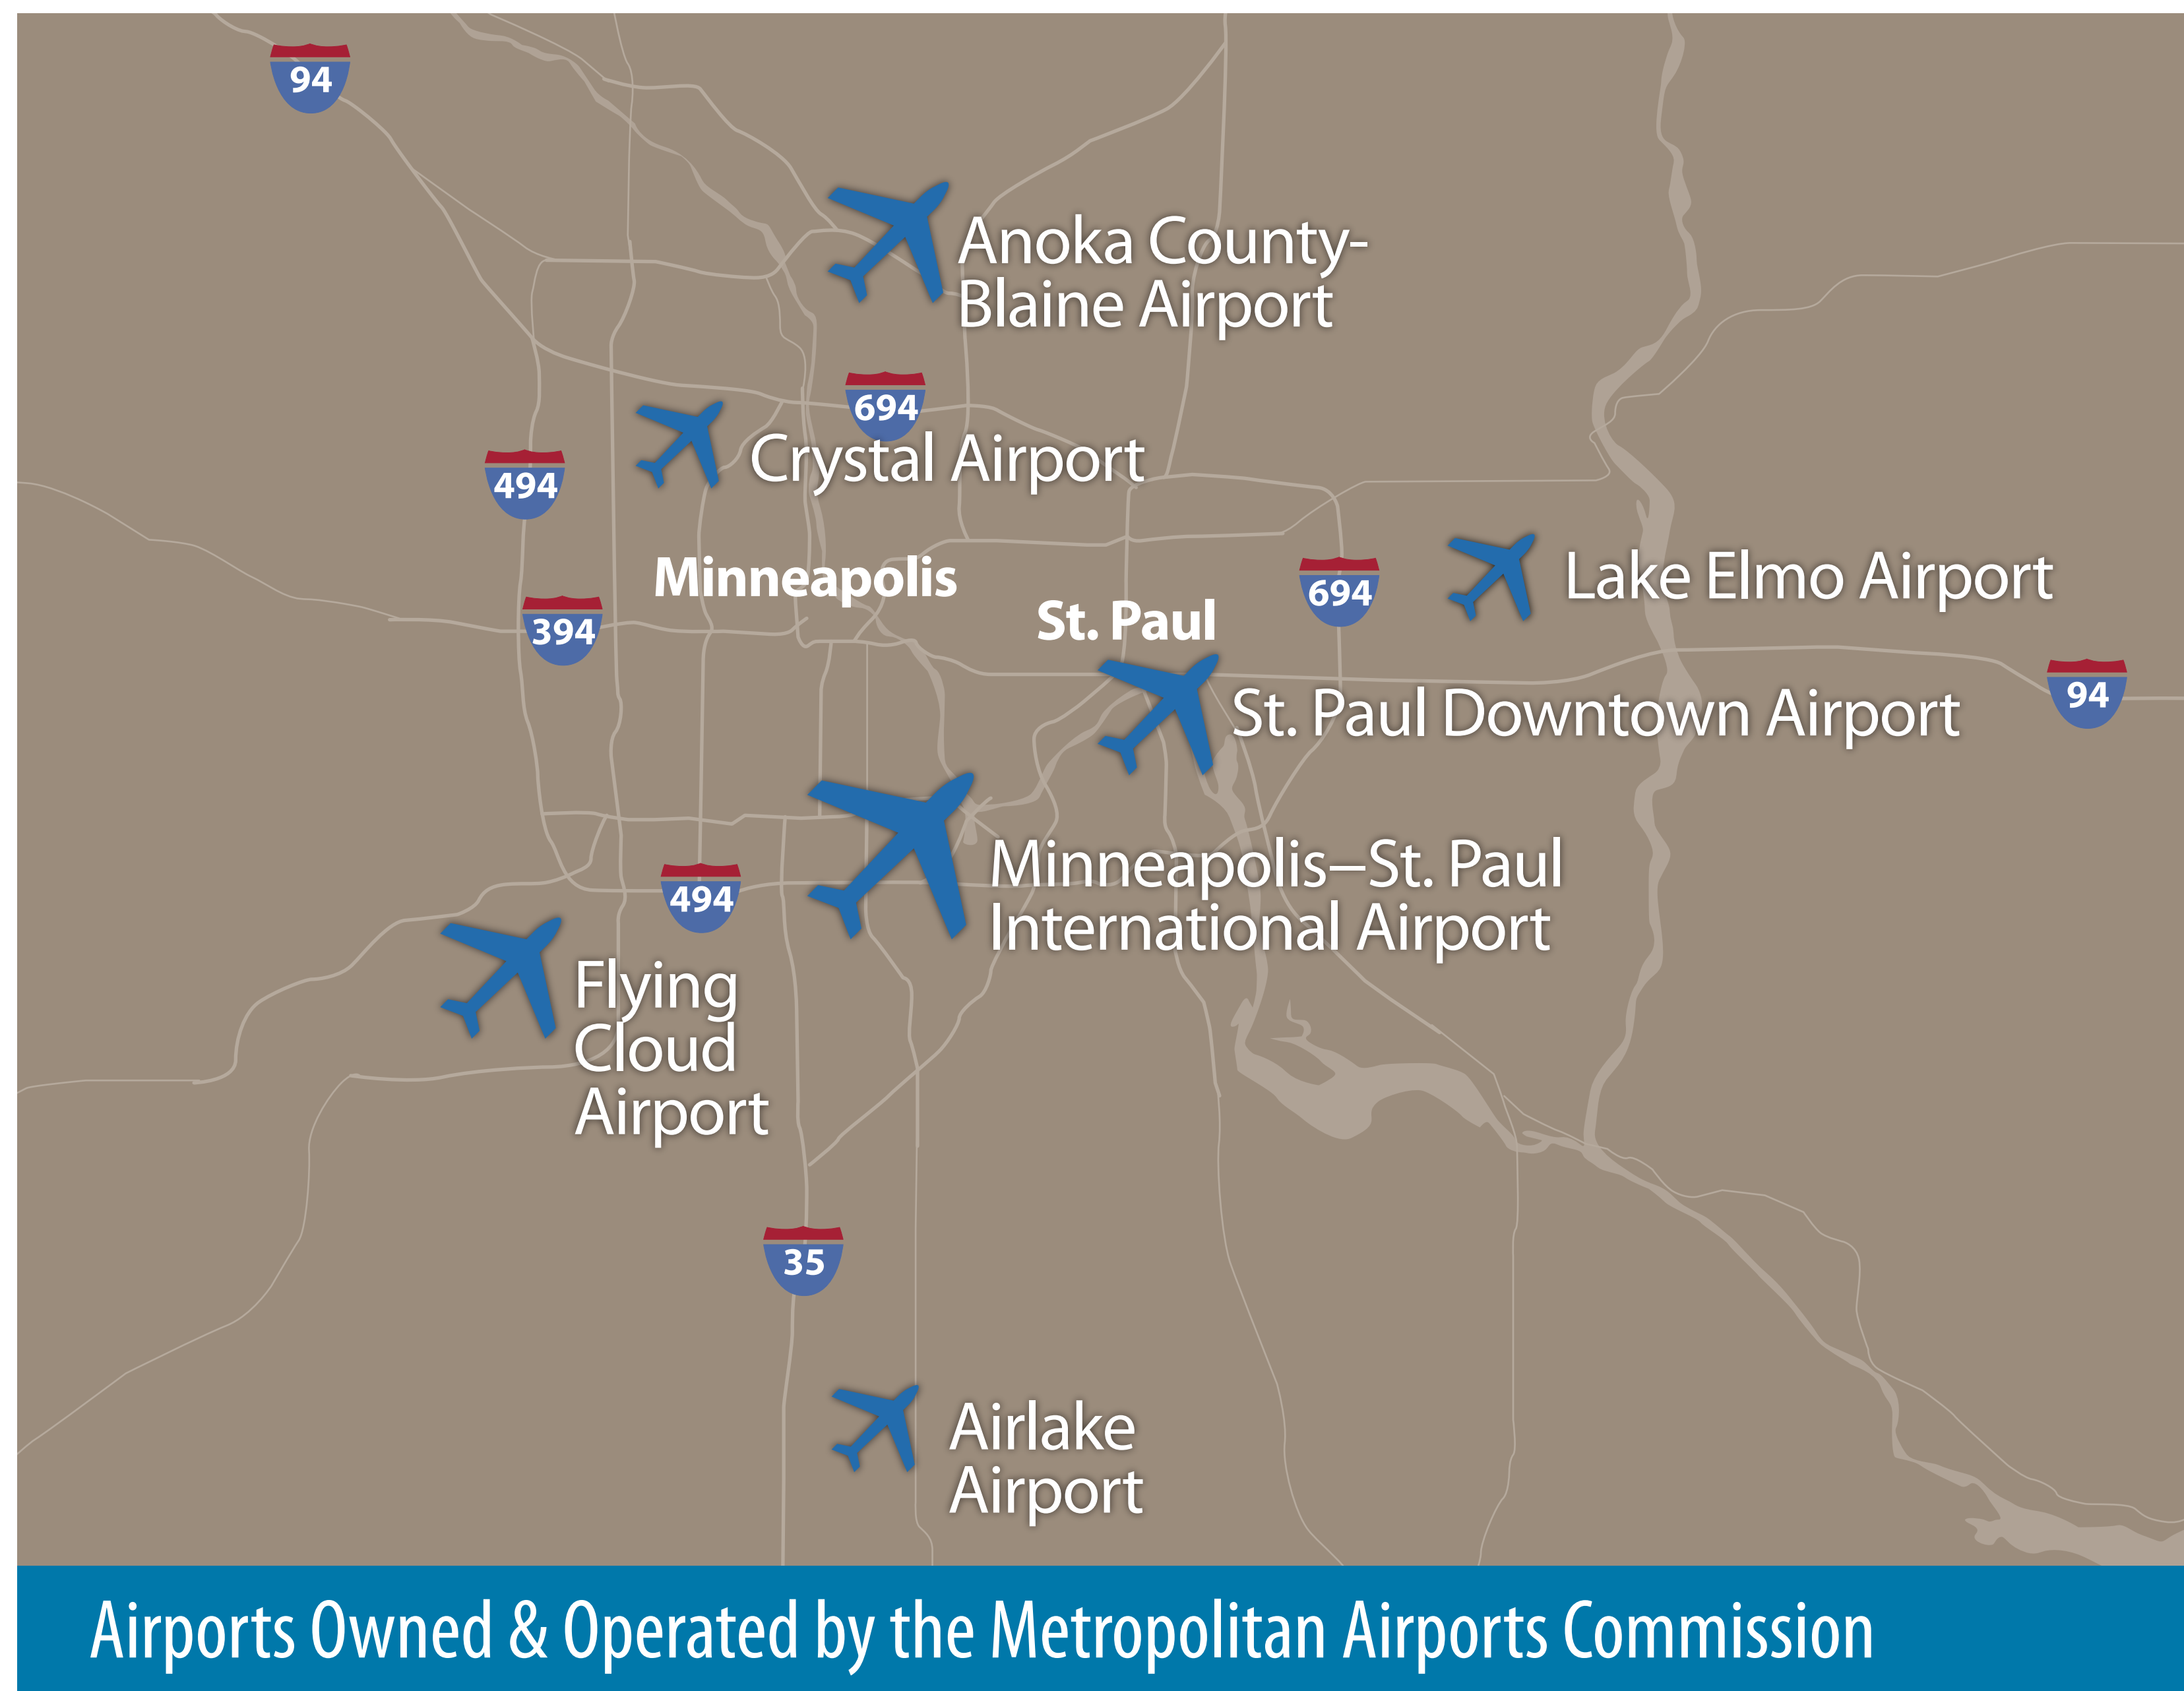 94
Anoka County-
Blaine Airport
694
Crystal Airport
494
Minneapolis
Lake Elmo Airport
694
St. Paul
394
St. Paul Downtown Airport
94
Minneapolis–St. Paul
International Airport
494
Flying
Cloud
Airport
35
Airlake
Airport
Airports Owned & Operated by the Metropolitan Airports Commission